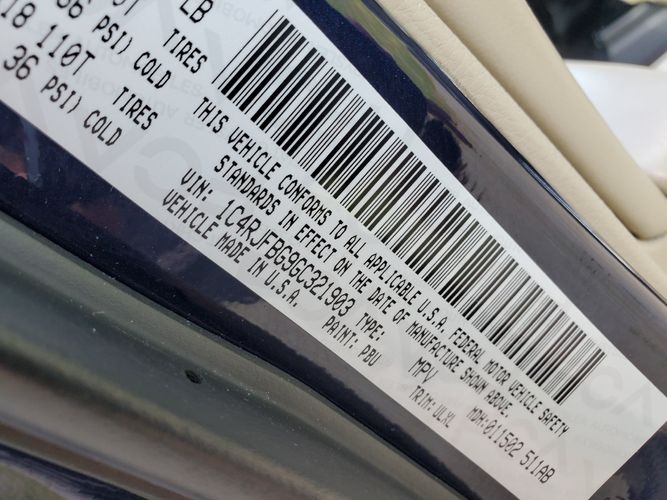 LB
36 PSI) COLD
18 110T TIRES
36 PSI) COLD TIRES
THIS VEHICLE CONFORMS TO ALL APPLICABLE U.S.A. FEDERAL MOTOR VEHICLE SAFETY
STANDARDS IN EFFECT ON THE DATE OF MANUFACTURE SHOWN ABOVE.
VIN: 1C4RJFBG9GC321903 TYPE: MPV MDH:011502 511AB
VEHICLE MADE IN U.S.A. PAINT: PBU TRIM:ULXL